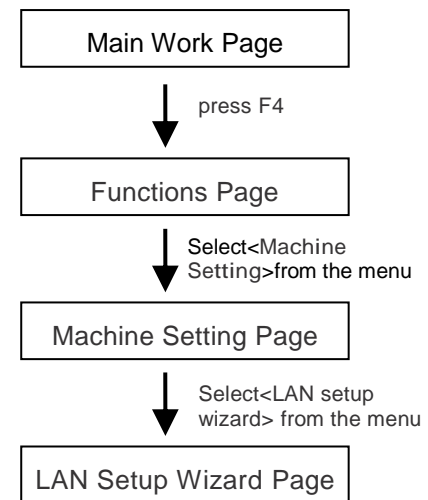 Main Work Page
press F4
Functions Page
Select<Machine
Setting>from the menu
Machine Setting Page
Select<LAN setup
wizard> from the menu
LAN Setup Wizard Page